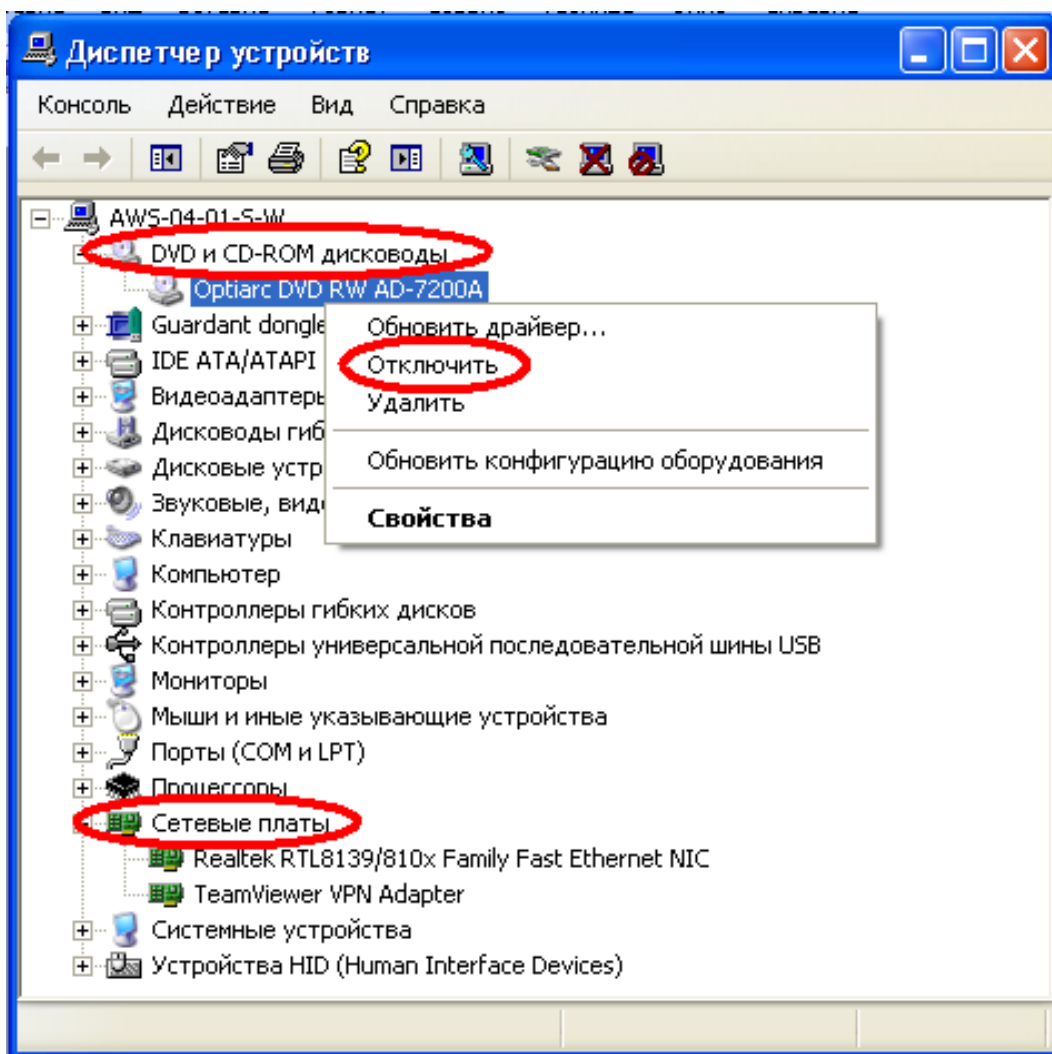 Диспетчер устройств
Консоль Действие Вид Справка
AWS-04-01-S-W
DVD и CD-ROM дисководы
Optiarc DVD RW AD-7200A
Guardant dongle
Обновить драйвер...
IDE ATA/ATAPI
Отключить
Видеоадаптеры
Удалить
Дисководы гиб
Дисковые устр
Обновить конфигурацию оборудования
Звуковые, вид
Свойства
Клавиатуры
Компьютер
Контроллеры гибких дисков
Контроллеры универсальной последовательной шины USB
Мониторы
Мыши и иные указывающие устройства
Порты (COM и LPT)
Процессоры
Сетевые платы
Realtek RTL8139/810x Family Fast Ethernet NIC
TeamViewer VPN Adapter
Системные устройства
Устройства HID (Human Interface Devices)